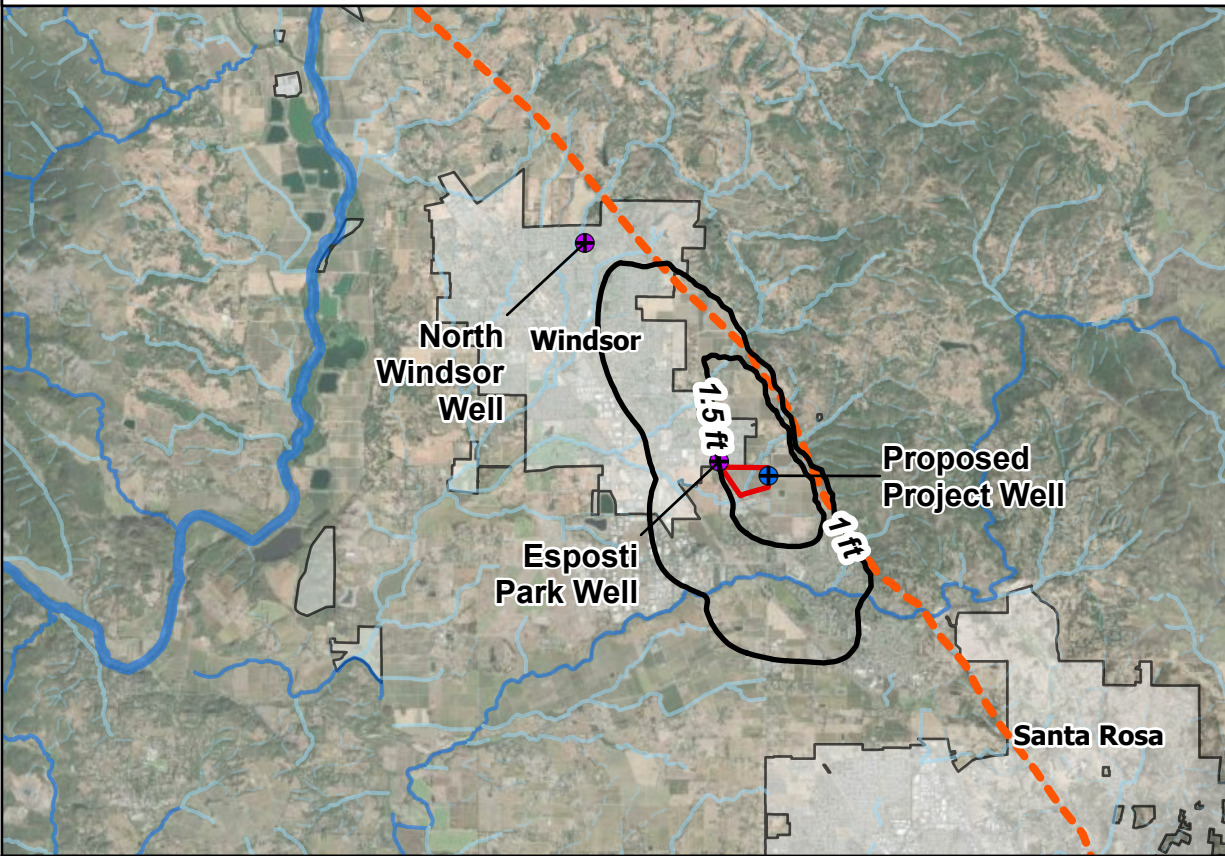 North
Windsor
Well
Windsor
1.5 ft
Proposed
Project Well
1 ft
Esposti
Park Well
Santa Rosa